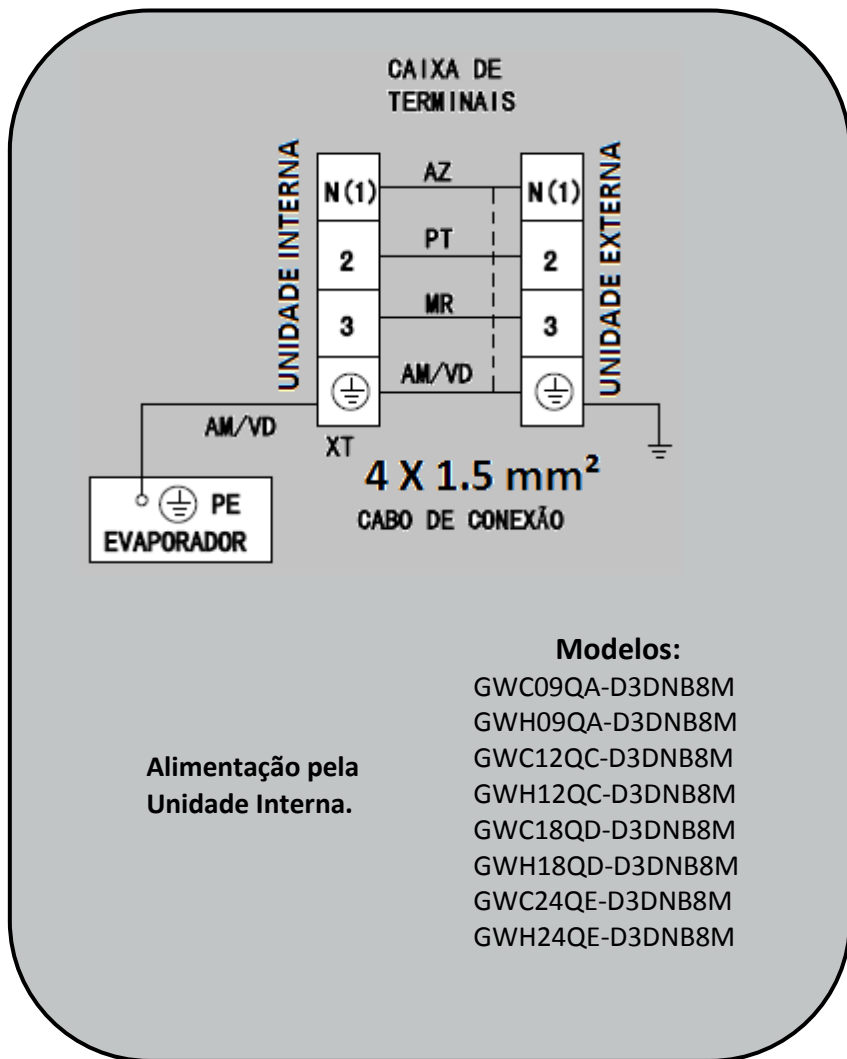 CAIXA DE
TERMINAIS
UNIDADE INTERNA
UNIDADE EXTERNA
N(1) AZ N(1)
2 PT 2
3 MR 3
AM/VD
AM/VD
XT
4 X 1.5 mm²
CABO DE CONEXÃO
PE
EVAPORADOR
Modelos:
GWC09QA-D3DNB8M
GWH09QA-D3DNB8M
GWC12QC-D3DNB8M
GWH12QC-D3DNB8M
GWC18QD-D3DNB8M
GWH18QD-D3DNB8M
GWC24QE-D3DNB8M
GWH24QE-D3DNB8M
Alimentação pela
Unidade Interna.